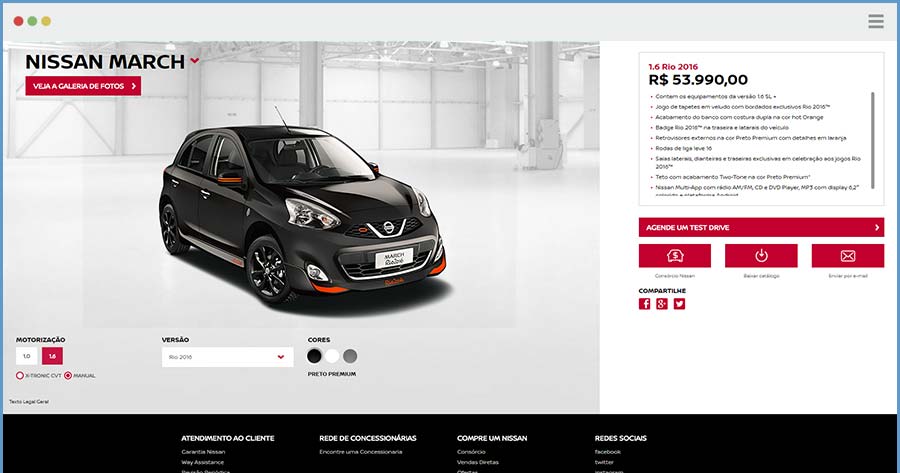 NISSAN MARCH
VEJA A GALERIA DE FOTOS
MARCH
Rio2016
Rio2016
MOTORIZAÇÃO
1.0
1.6
X-TRONIC CVT
MANUAL
VERSÃO
Rio 2016
CORES
PRETO PREMIUM
Texto Legal Geral
1.6 Rio 2016
R$ 53.990,00
Contem os equipamentos da versão 1.6 SL +
Jogo de tapetes em veludo com bordados exclusivos Rio 2016™
Acabamento do banco com costura dupla na cor hot Orange
Badge Rio 2016™ na traseira e laterais do veículo
Retrovisores externos na cor Preto Premium com detalhes em laranja
Rodas de liga leve 16
Saias laterais, dianteiras e traseiras exclusivas em celebração aos jogos Rio
2016™
Teto com acabamento Two-Tone na cor Preto Premium*
Nissan Multi-App com rádio AM/FM, CD e DVD Player, MP3 com display 6,2"
AGENDE UM TEST DRIVE
Consórcio Nissan
Baixar catálogo
Enviar por e-mail
COMPARTILHE
ATENDIMENTO AO CLIENTE
Garantia Nissan
Way Assistance
Revisão Periódica
REDE DE CONCESSIONÁRIAS
Encontre uma Concessionaria
COMPRE UM NISSAN
Consórcio
Vendas Diretas
Ofertas
REDES SOCIAIS
facebook
twitter
instagram